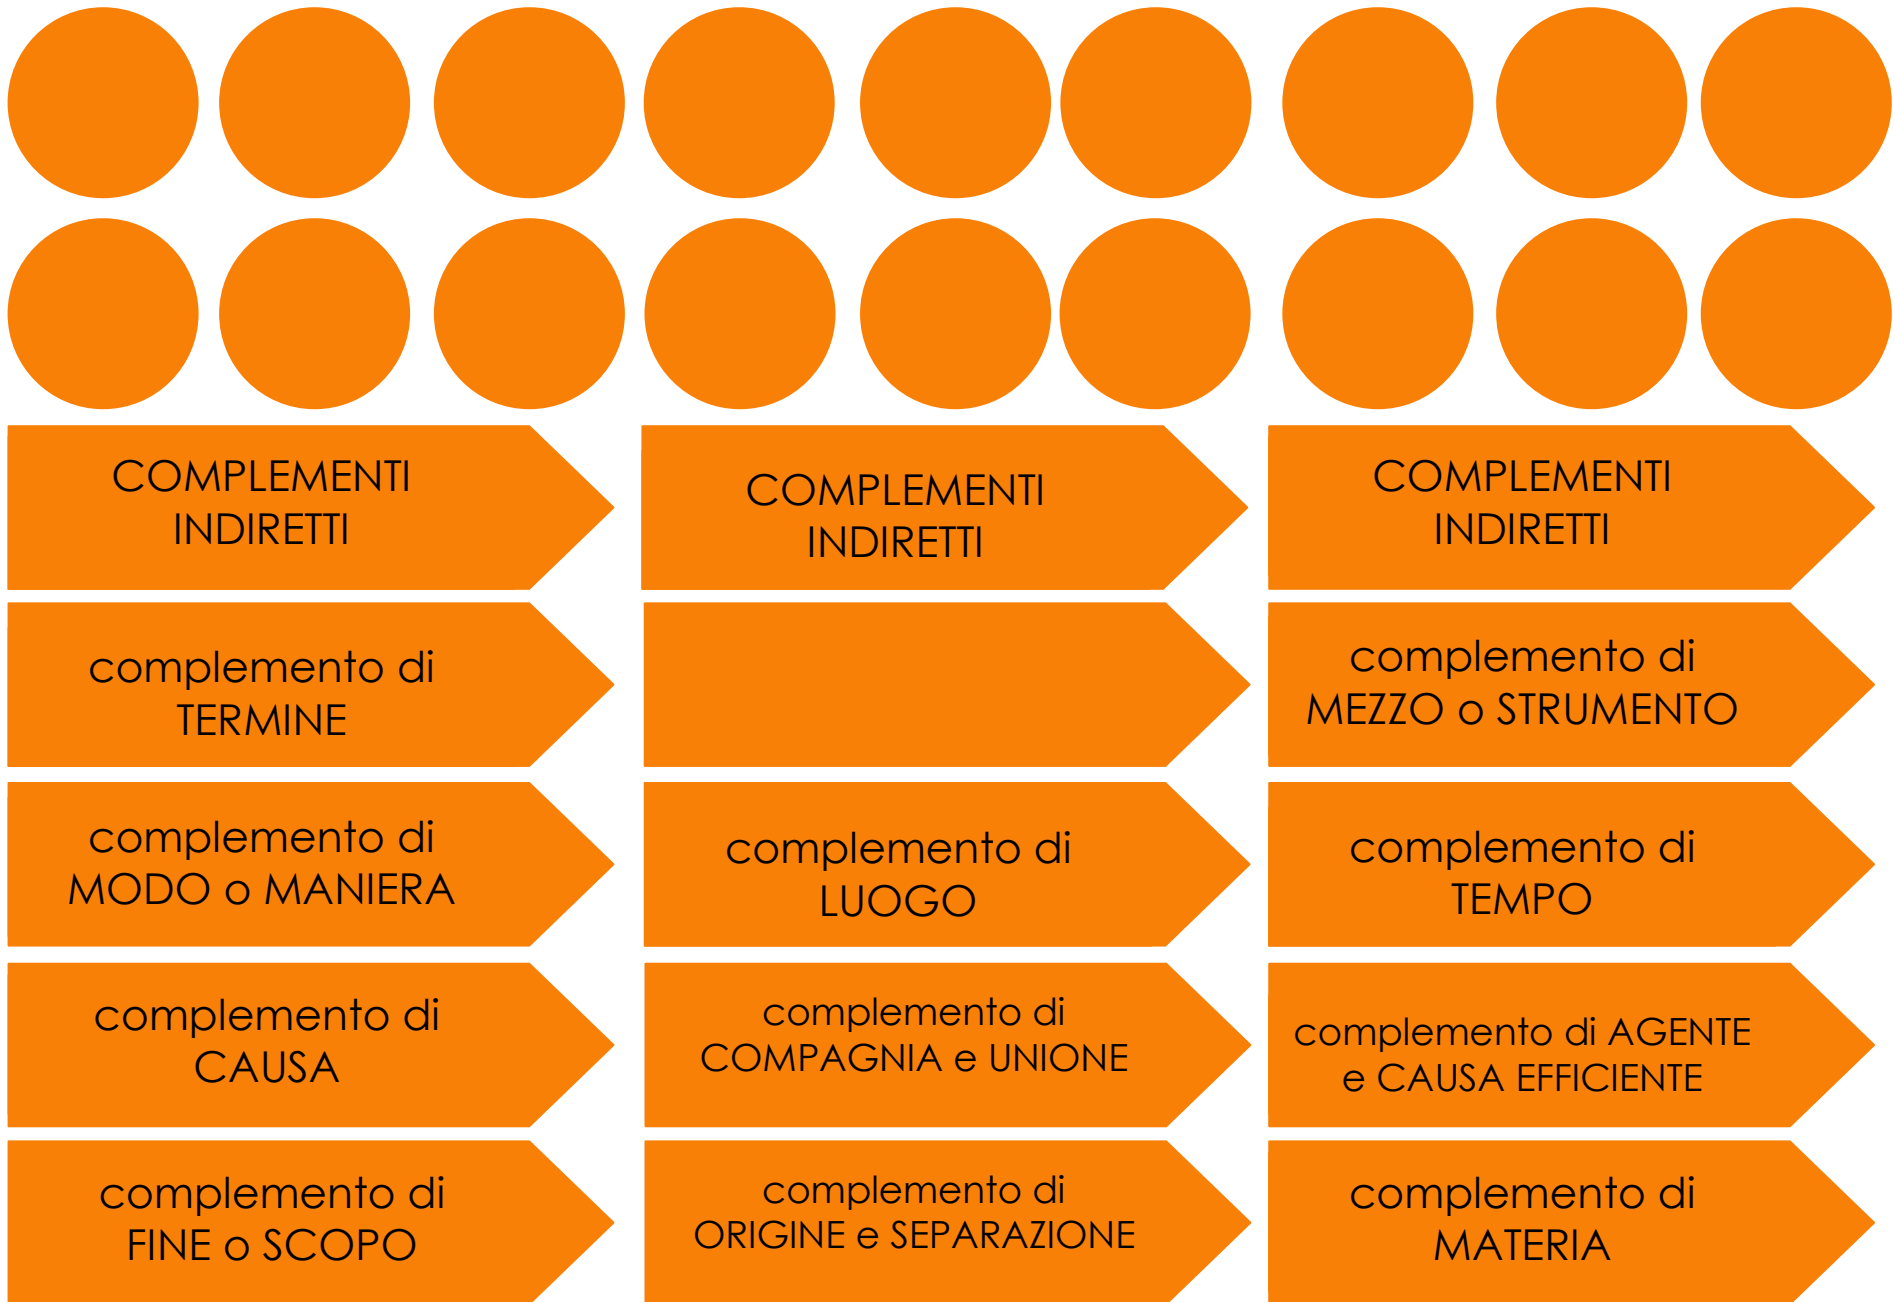 COMPLEMENTI
INDIRETTI
COMPLEMENTI
INDIRETTI
COMPLEMENTI
INDIRETTI
complemento di
TERMINE
complemento di
MEZZO o STRUMENTO
complemento di
MODO o MANIERA
complemento di
LUOGO
complemento di
TEMPO
complemento di
CAUSA
complemento di
COMPAGNIA e UNIONE
complemento di AGENTE
e CAUSA EFFICIENTE
complemento di
FINE o SCOPO
complemento di
ORIGINE e SEPARAZIONE
complemento di
MATERIA